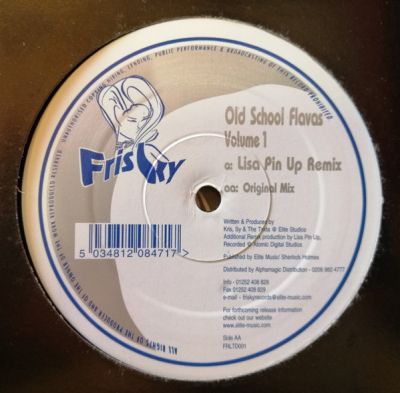 UNAUTHORISED COPYING, HIRING, LENDING, PUBLIC PERFORMANCE & BROADCASTING OF THIS RECORD PROHIBITED.
ALL RIGHTS OF THE PRODUCER AND OF THE OWNER OF THE WORK REPRODUCED RESERVED.
Frisky
Old School Flavas
Volume 1
a: Lisa Pin Up Remix
aa: Original Mix
5 034812 084717 >
Written & Produced by
Kris, Sy & The Twins @ Elite Studios
Additional Remix production by Lisa Pin Up,
Recorded @ Atomic Digital Studios
Published by Elite Music/ Sherlock Holmes
Distributed by Alphamagic Distribution -
Info - 01252 408 829
Fax 01252 408 829
e-mail - friskyrecords@elite-music.com
For forthcoming release information
check out our website
www.elite-music.com
Side AA
FRLTD001